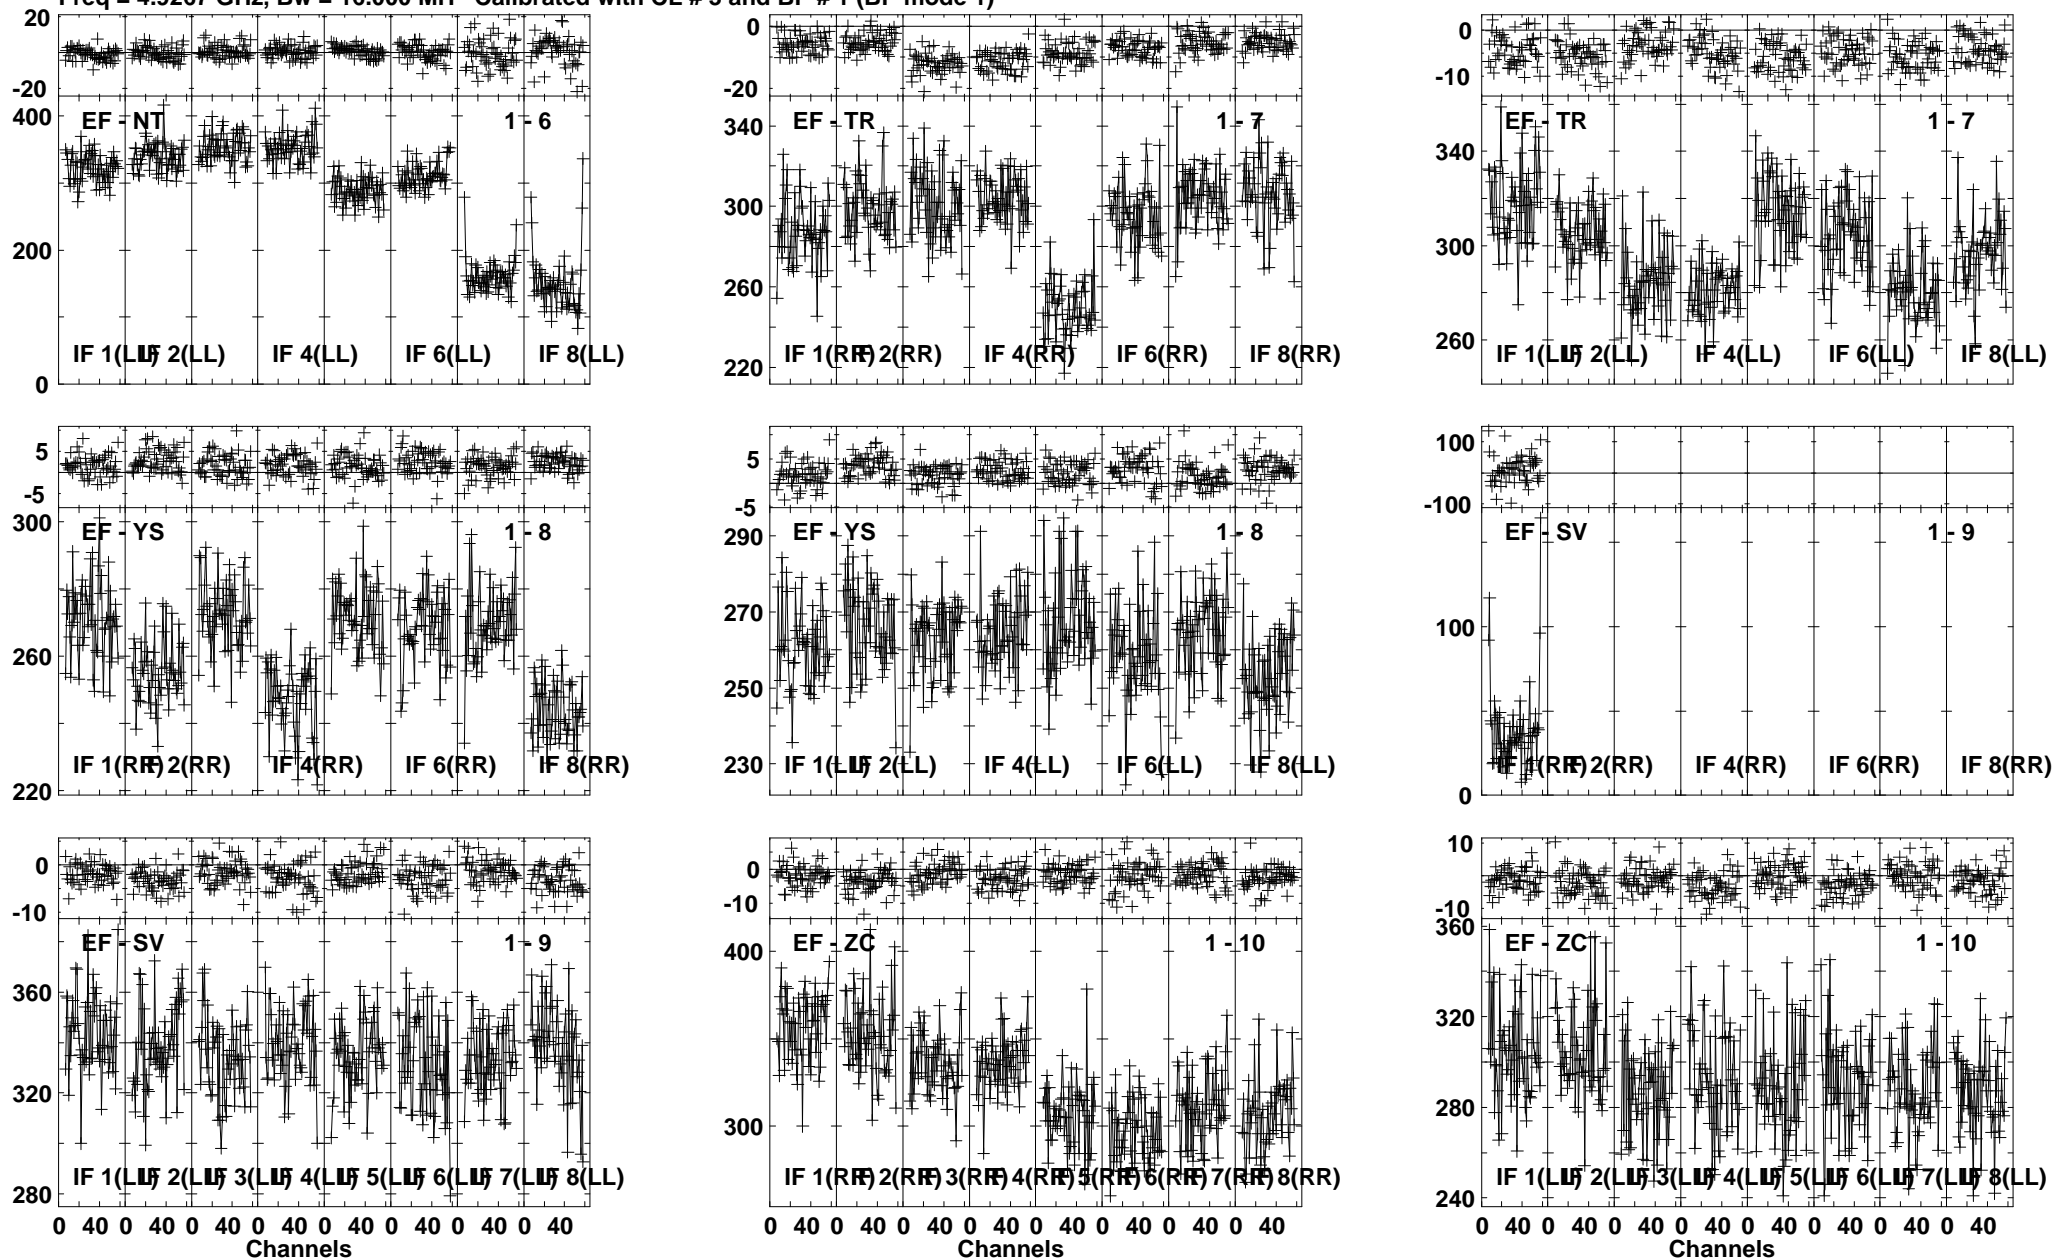 Calibrated with CL # 3 and BP # 1 (BP mode 1)
20
-20
400
200
0
EF - NT
1 - 6
IF 1(LL)
IF 2(LL)
IF 4(LL)
IF 6(LL)
IF 8(LL)
0
-20
340
300
260
220
EF - TR
1 - 7
IF 1(RR)
IF 2(RR)
IF 4(RR)
IF 6(RR)
IF 8(RR)
0
-10
340
300
260
EF - TR
1 - 7
IF 1(LL)
IF 2(LL)
IF 4(LL)
IF 6(LL)
IF 8(LL)
5
-5
300
260
220
EF - YS
1 - 8
IF 1(RR)
IF 2(RR)
IF 4(RR)
IF 6(RR)
IF 8(RR)
5
-5
290
270
250
230
EF - YS
1 - 8
IF 1(LL)
IF 2(LL)
IF 4(LL)
IF 6(LL)
IF 8(LL)
100
-100
100
0
EF - SV
1 - 9
IF 1(RR)
IF 2(RR)
IF 4(RR)
IF 6(RR)
IF 8(RR)
0
-10
360
320
280
EF - SV
1 - 9
IF 1(LL)
IF 2(LL)
IF 3(LL)
IF 4(LL)
IF 5(LL)
IF 6(LL)
IF 7(LL)
IF 8(LL)
0 40 0 40 0 40 0 40 0 40 0 40 0 40 0 40
Channels
0
-10
400
300
EF - ZC
1 - 10
IF 1(RR)
IF 2(RR)
IF 3(RR)
IF 4(RR)
IF 5(RR)
IF 6(RR)
IF 7(RR)
IF 8(RR)
0 40 0 40 0 40 0 40 0 40 0 40 0 40 0 40
Channels
10
-10
360
320
280
240
EF - ZC
1 - 10
IF 1(LL)
IF 2(LL)
IF 3(LL)
IF 4(LL)
IF 5(LL)
IF 6(LL)
IF 7(LL)
IF 8(LL)
0 40 0 40 0 40 0 40 0 40 0 40 0 40 0 40
Channels